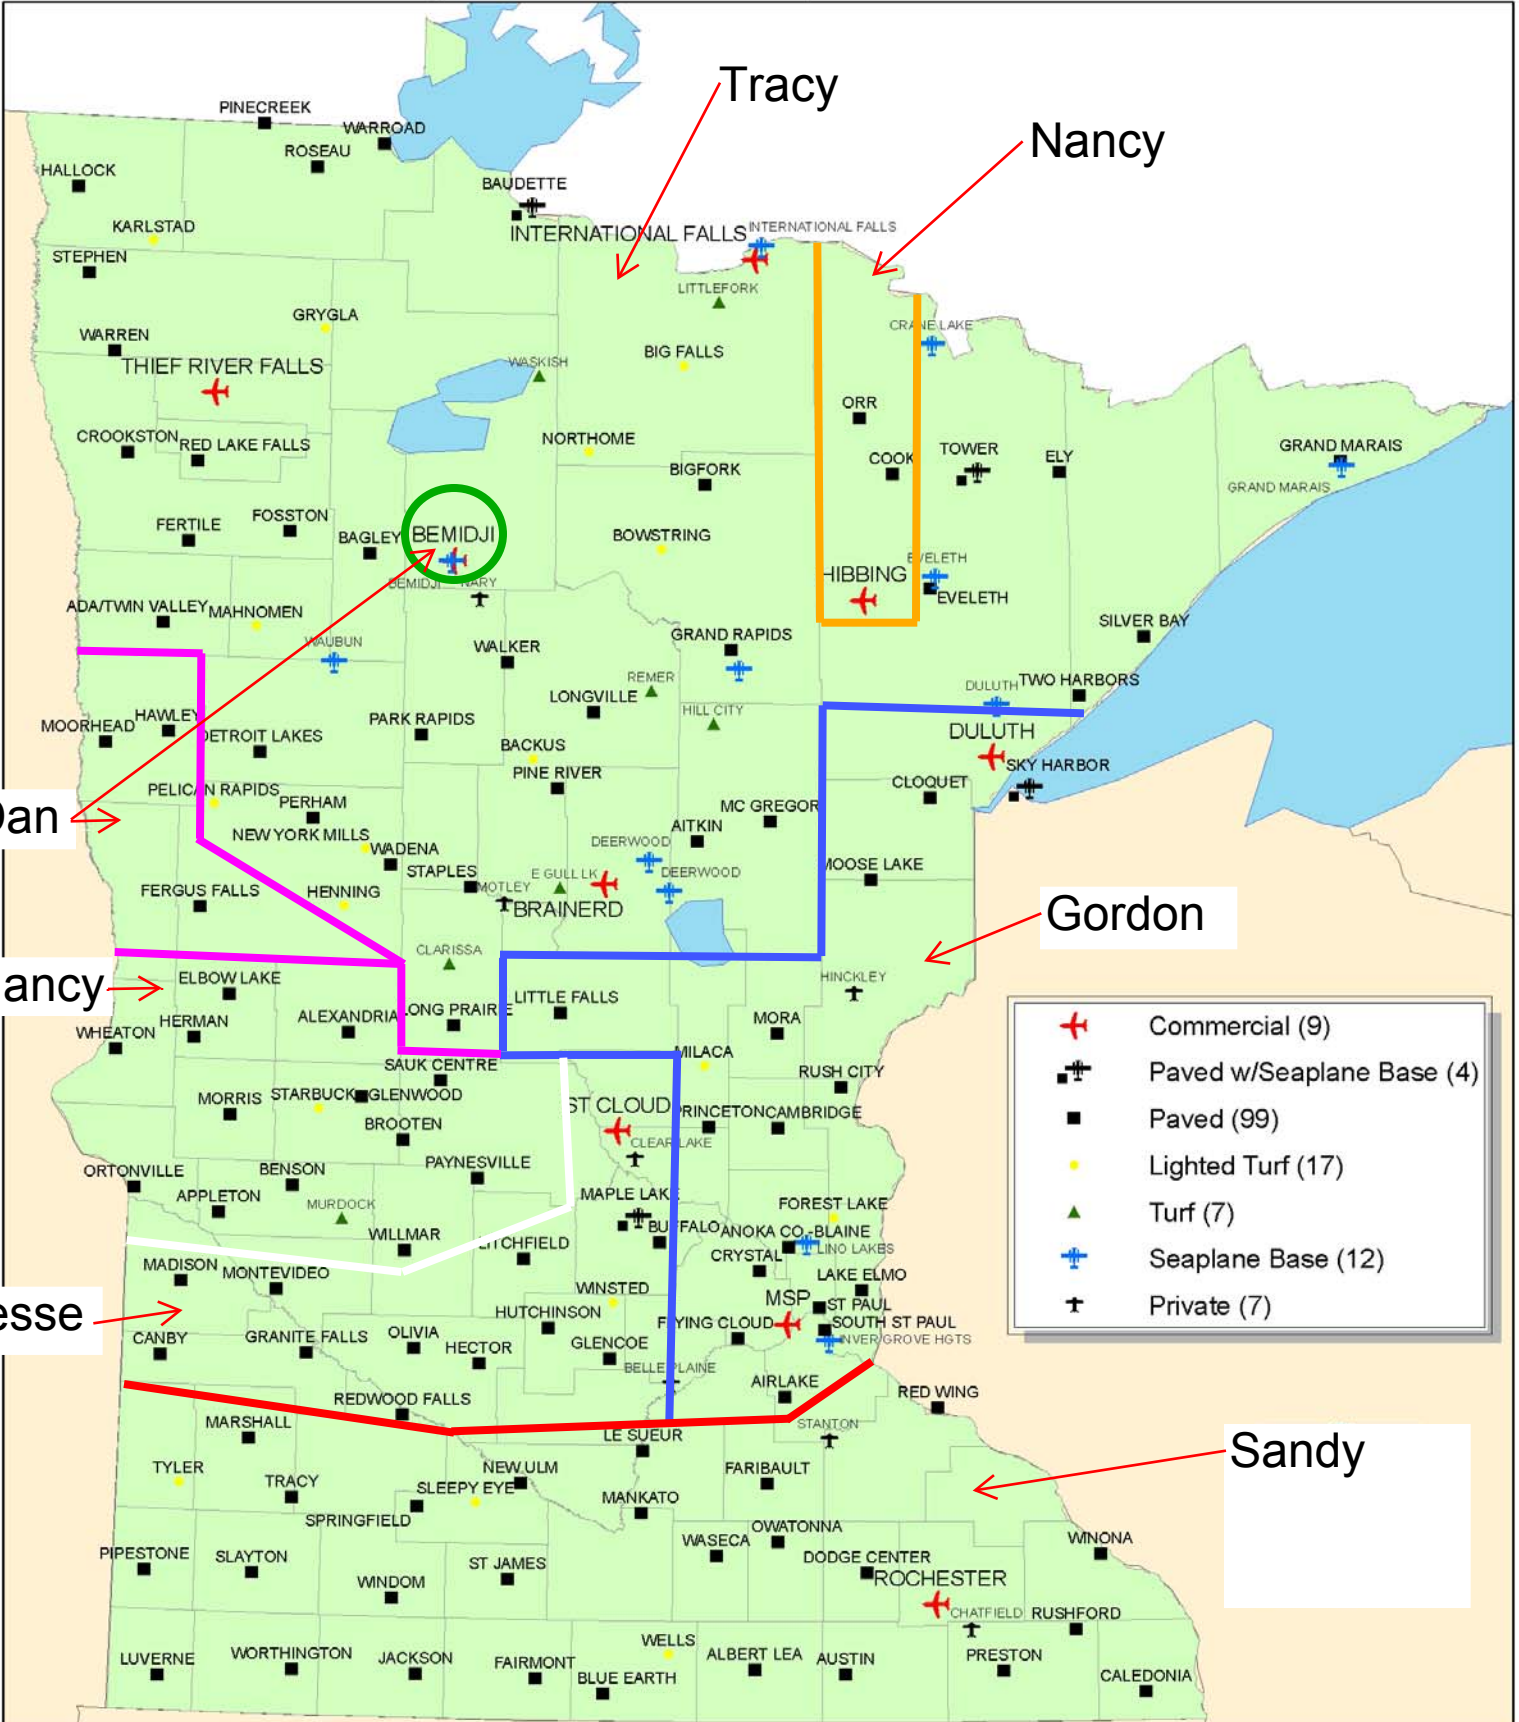 Tracy
PINECREEK
WARROAD
Nancy
ROSEAU
HALLOCK
BAUDETTE
KARLSTAD
INTERNATIONAL FALLS
INTERNATIONAL FALLS
STEPHEN
LITTLEFORK
GRYGLA
CRANE LAKE
WARREN
BIG FALLS
THIEF RIVER FALLS
WASKISH
ORR
CROOKSTON
RED LAKE FALLS
NORTHOME
COOK
TOWER
ELY
GRAND MARAIS
BIGFORK
GRAND MARAIS
FERTILE
FOSSTON
BAGLEY
BEMIDJI
BOWSTRING
EVELETH
HIBBING
BEMIDJI
NARY
EVELETH
ADA/TWIN VALLEY
MAHNOMEN
SILVER BAY
WAUBUN
WALKER
GRAND RAPIDS
REMER
DULUTH
TWO HARBORS
LONGVILLE
HILL CITY
MOORHEAD
HAWLEY
DETROIT LAKES
PARK RAPIDS
DULUTH
BACKUS
SKY HARBOR
PINE RIVER
CLOQUET
PELICAN RAPIDS
PERHAM
MC GREGOR
Dan
NEW YORK MILLS
WADENA
AITKIN
DEERWOOD
STAPLES
E GULL LK
DEERWOOD
MOOSE LAKE
FERGUS FALLS
HENNING
MOTLEY
BRAINERD
Gordon
CLARISSA
ancy
ELBOW LAKE
HINCKLEY
LITTLE FALLS
HERMAN
ALEXANDRIA
LONG PRAIRIE
MORA
WHEATON
MILACA
SAUK CENTRE
RUSH CITY
MORRIS
STARBUCK
GLENWOOD
ST CLOUD
PRINCETON
CAMBRIDGE
BROOTEN
CLEAR LAKE
ORTONVILLE
BENSON
PAYNESVILLE
APPLETON
MURDOCK
MAPLE LAKE
FOREST LAKE
WILLMAR
BUFFALO
ANOKA CO.-BLAINE
LITCHFIELD
LINO LAKES
CRYSTAL
MADISON
MONTEVIDEO
LAKE ELMO
WINSTED
MSP
ST PAUL
esse
HUTCHINSON
FLYING CLOUD
SOUTH ST PAUL
CANBY
GRANITE FALLS
OLIVIA
HECTOR
GLENCOE
INVER GROVE HGTS
BELLE PLAINE
AIRLAKE
RED WING
REDWOOD FALLS
MARSHALL
STANTON
LE SUEUR
Sandy
TYLER
TRACY
NEW ULM
FARIBAULT
SLEEPY EYE
MANKATO
SPRINGFIELD
OWATONNA
WASECA
WINONA
PIPESTONE
SLAYTON
ST JAMES
DODGE CENTER
WINDOM
ROCHESTER
CHATFIELD
RUSHFORD
WELLS
LUVERNE
WORTHINGTON
JACKSON
FAIRMONT
ALBERT LEA
AUSTIN
PRESTON
BLUE EARTH
CALEDONIA
Commercial (9)
Paved w/Seaplane Base (4)
Paved (99)
Lighted Turf (17)
Turf (7)
Seaplane Base (12)
Private (7)